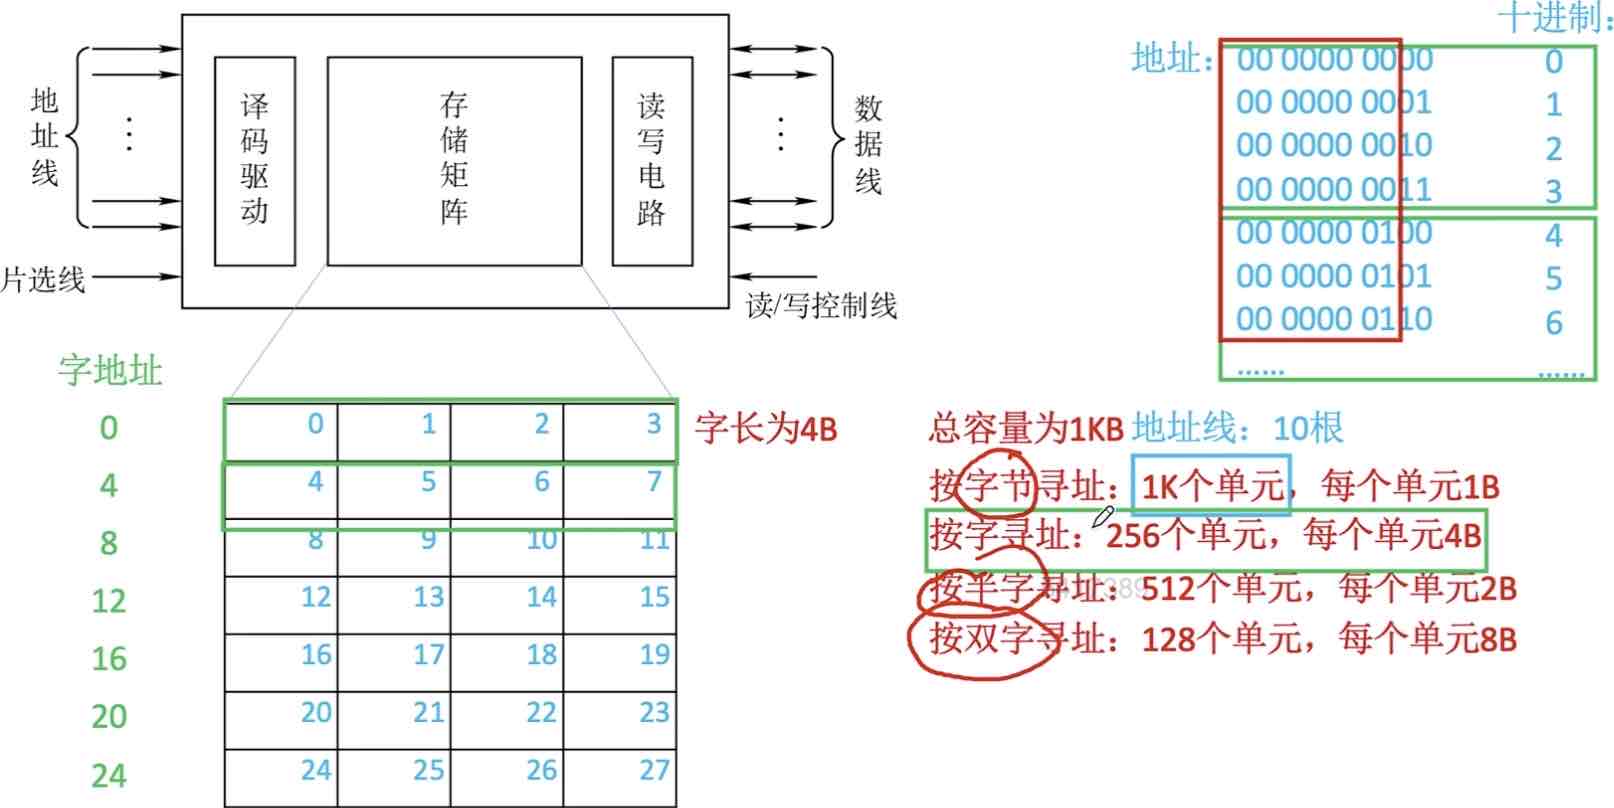 十进制:
地址: 00 0000 0000 0
00 0000 0001 1
00 0000 0010 2
00 0000 0011 3
00 0000 0100 4
00 0000 0101 5
00 0000 0110 6
...... ......
地址线
译码驱动
存储矩阵
读写电路
数据线
片选线
读/写控制线
字地址
0 0 1 2 3 字长为4B
4 4 5 6 7
8 8 9 10 11
12 12 13 14 15
16 16 17 18 19
20 20 21 22 23
24 24 25 26 27
总容量为1KB 地址线: 10根
按字节寻址: 1K个单元, 每个单元1B
按字寻址: 256个单元, 每个单元4B
按半字寻址: 512个单元, 每个单元2B
按双字寻址: 128个单元, 每个单元8B